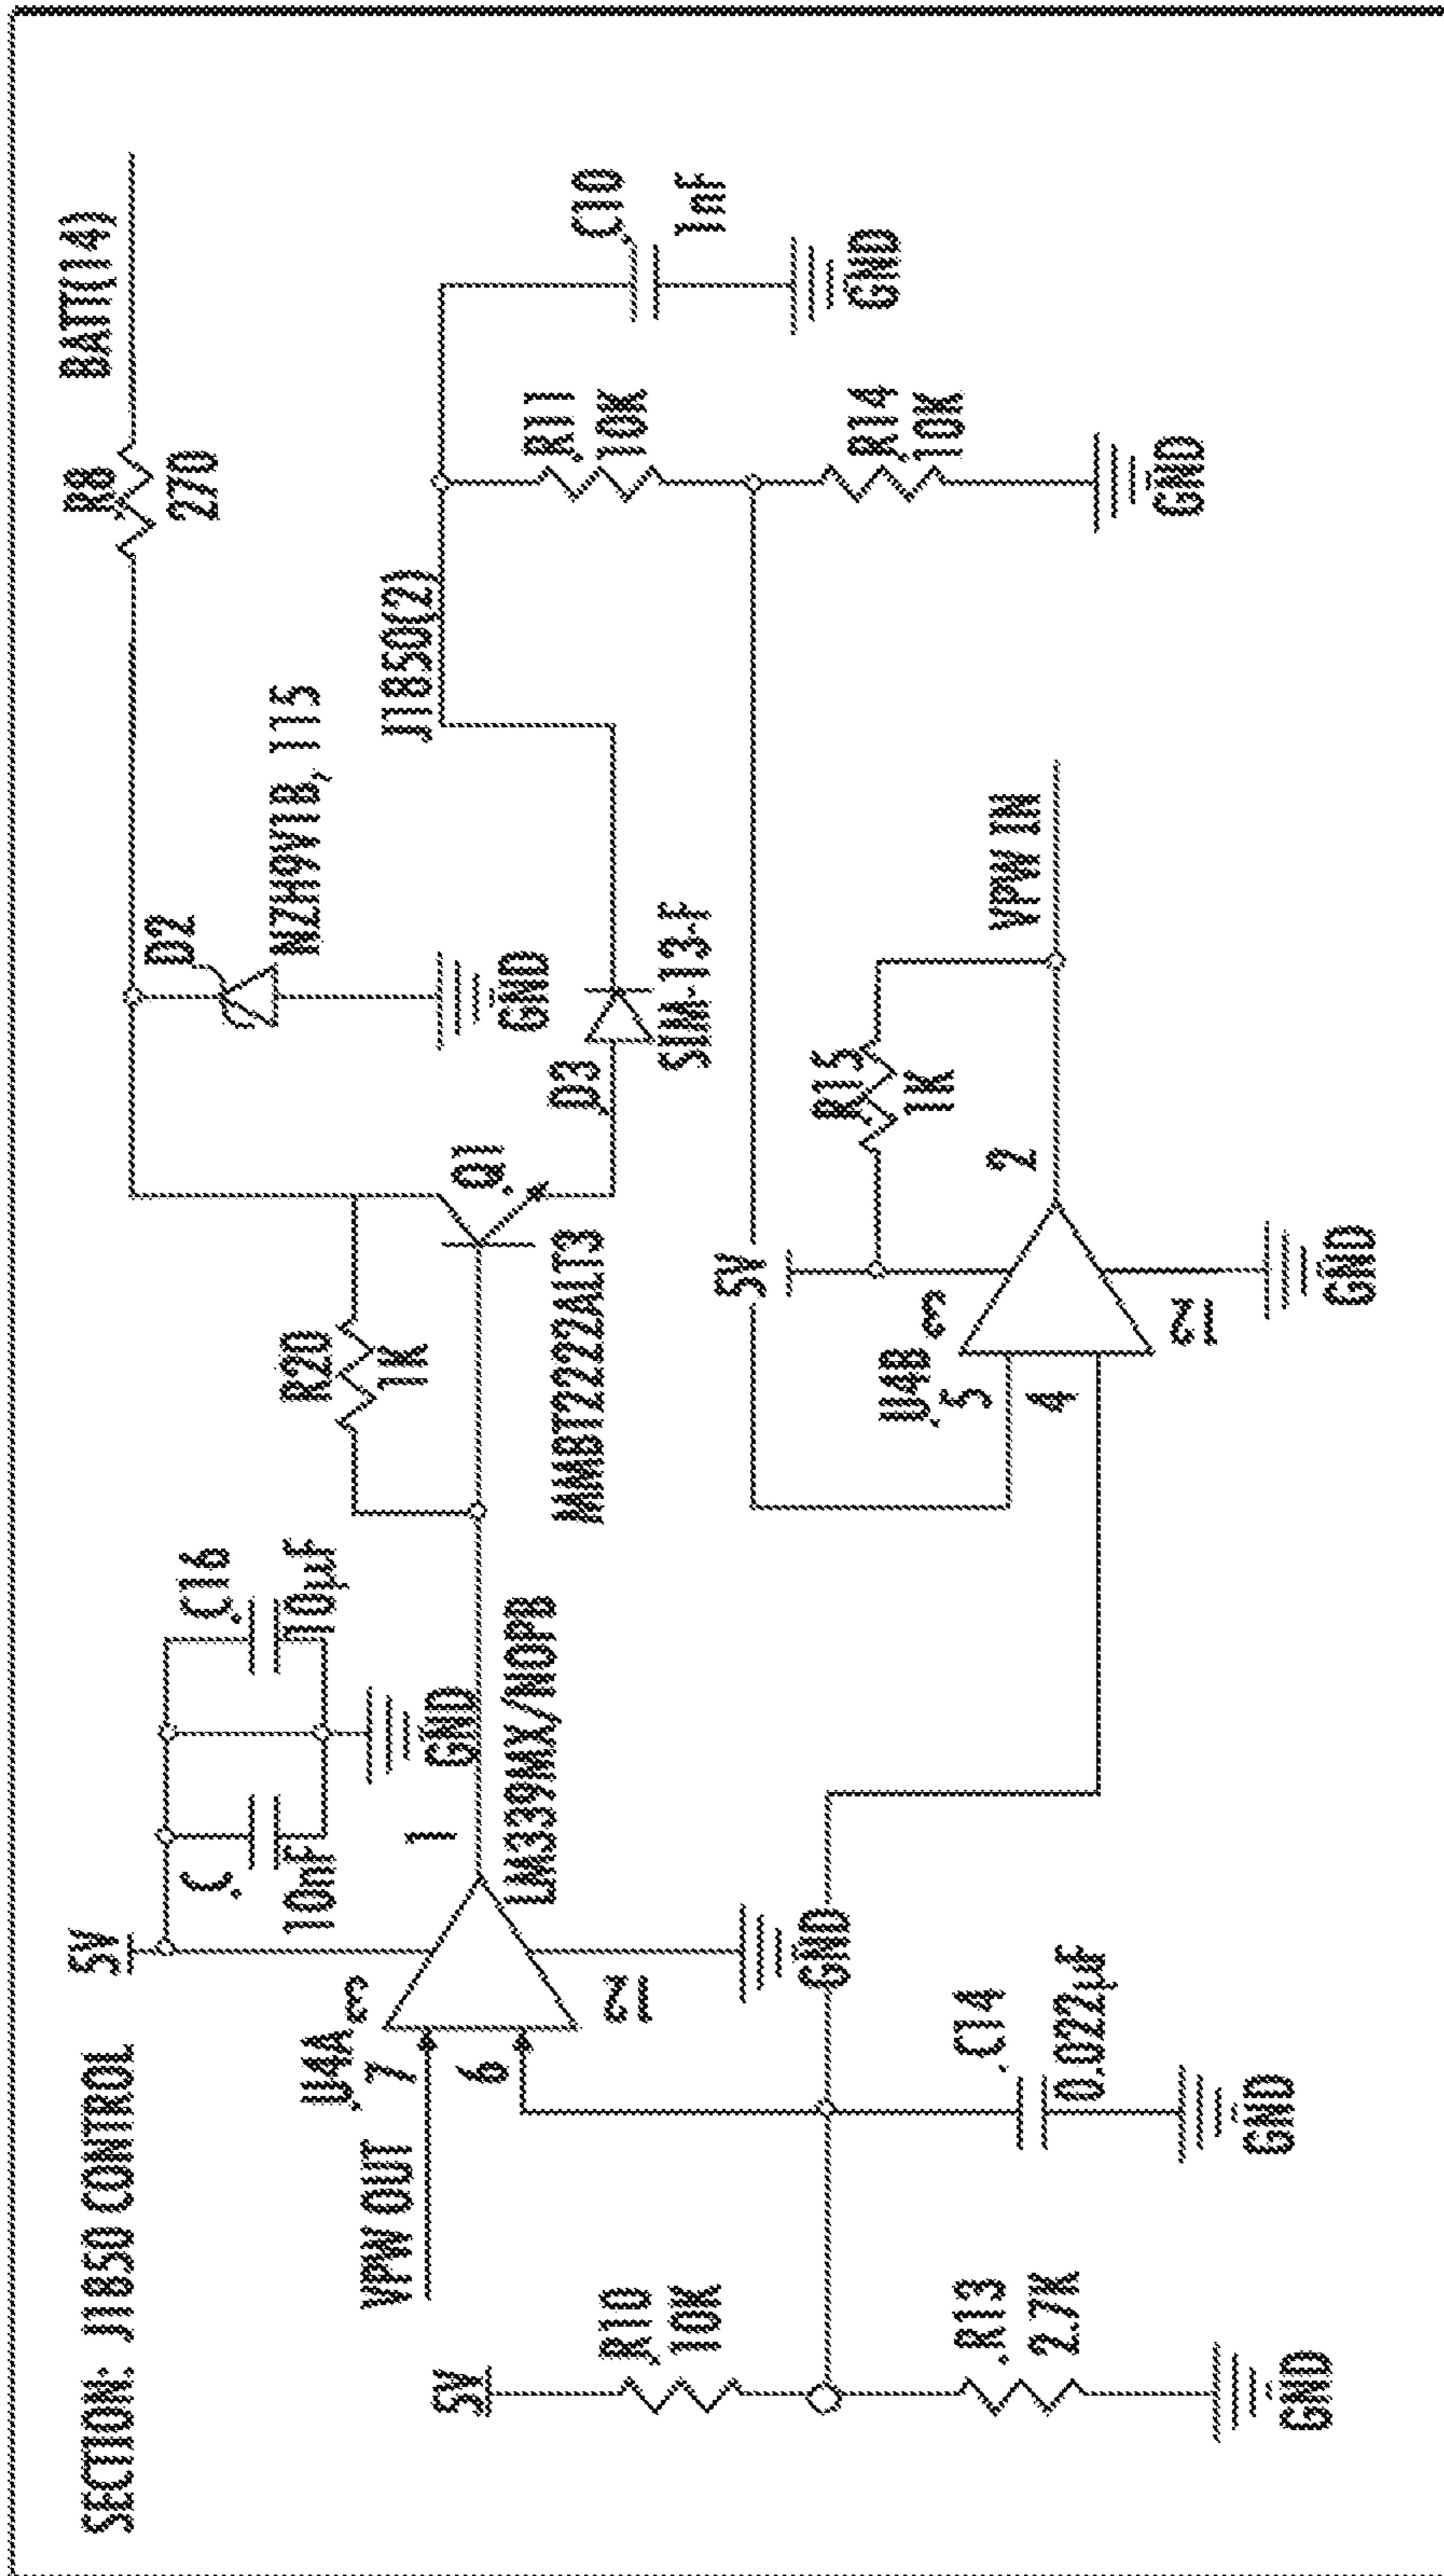 SECTION: J1850 CONTROL
5V
C
10nF
.C16
10µF
GND
U4A
3
7
6
1
12
VPW OUT
LM339MX/NOPB
GND
R20
1K
Q1
MMBT2222ALT3
D2
NZH9V1B, 115
GND
R8
270
BATT(14)
D3
J1850(2)
R11
10K
C10
1nF
GND
R14
10K
GND
5V
R10
10K
.R13
2.7K
GND
.C14
0.022µF
GND
5V
U4B
3
5
4
2
12
GND
R15
1K
VPW IN